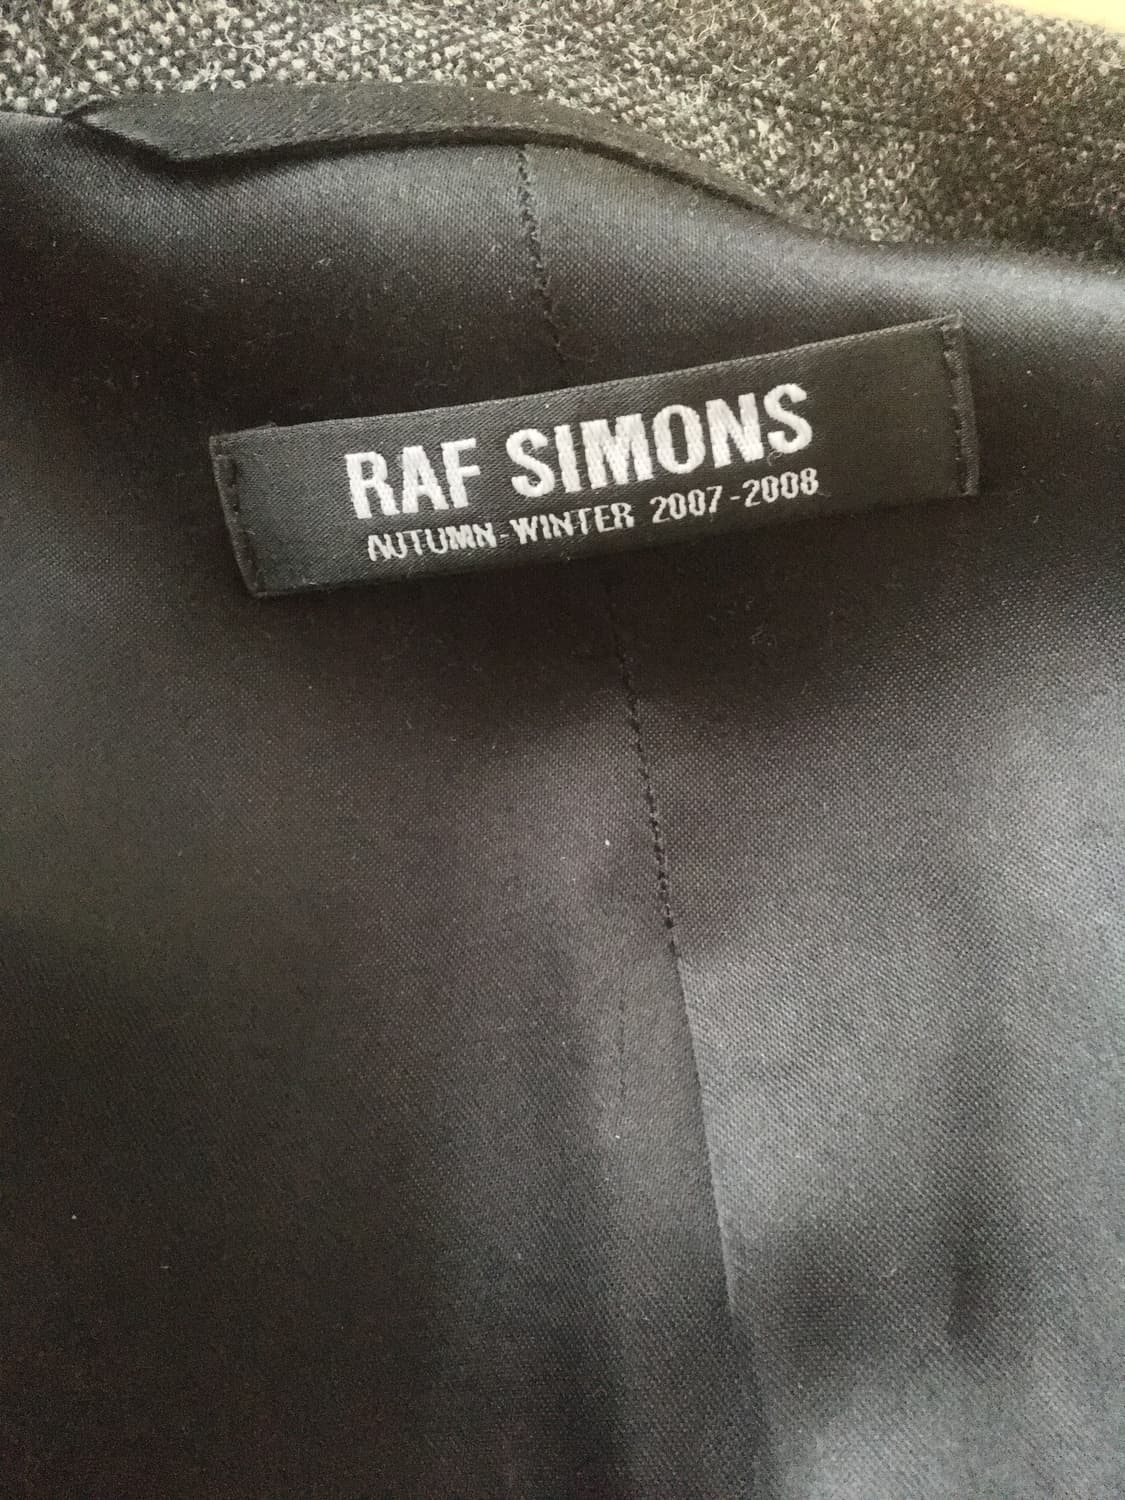 RAF SIMONS
AUTUMN-WINTER 2007-2008